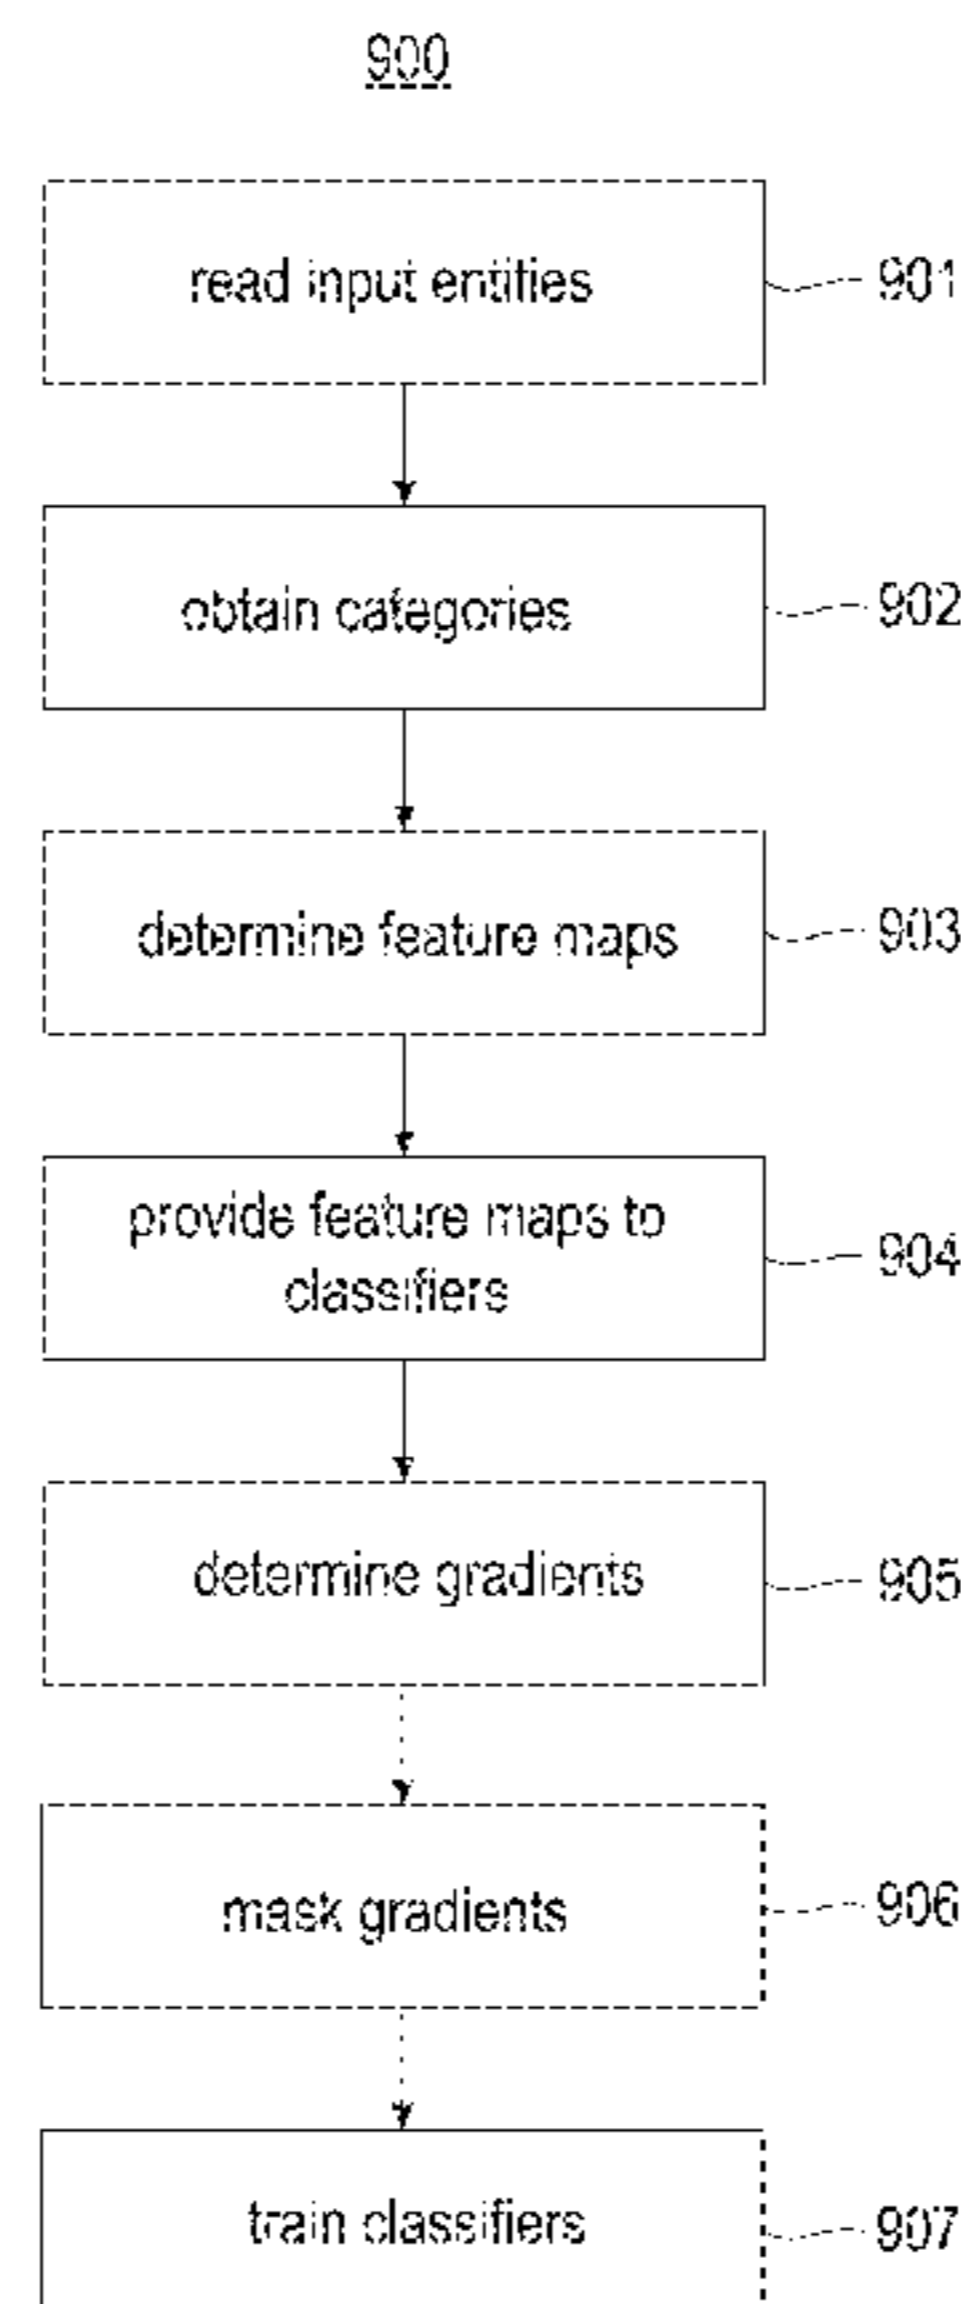 900
read input entities
901
obtain categories
902
determine feature maps
903
provide feature maps to
classifiers
904
determine gradients
905
mask gradients
906
train classifiers
907